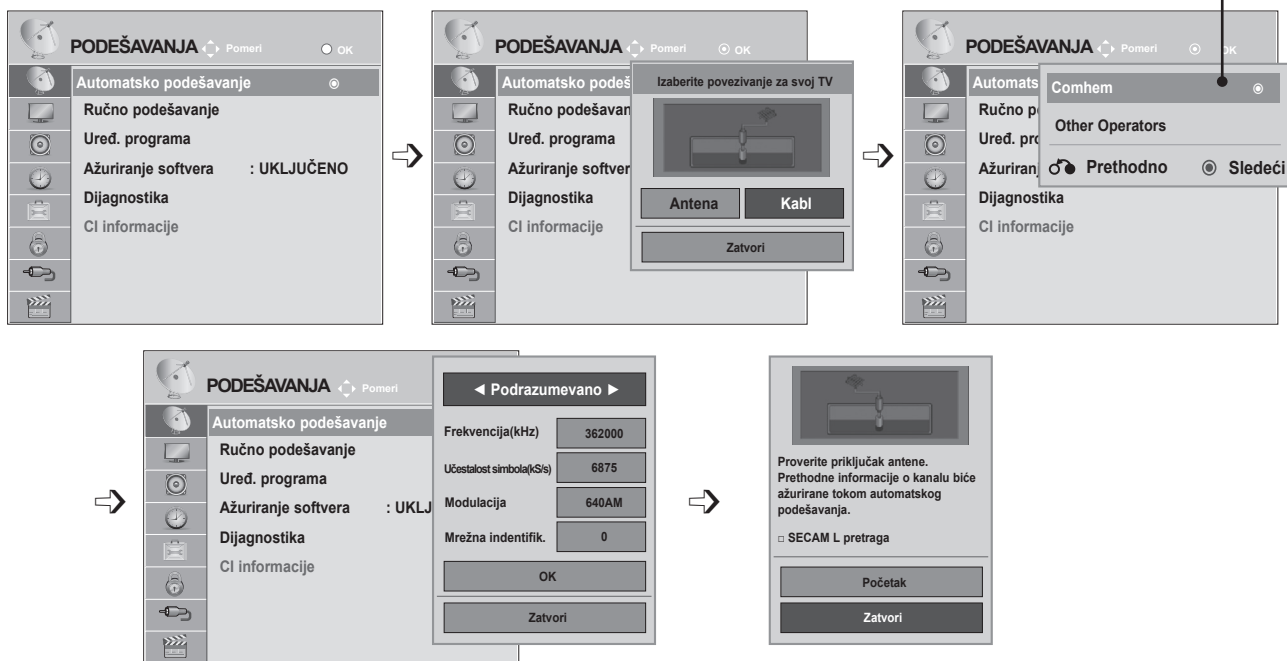 PODEŠAVANJA Pomeri OK
Automatsko podešavanje
Ručno podešavanje
Uređ. programa
Ažuriranje softvera : UKLJUČENO
Dijagnostika
CI informacije
PODEŠAVANJA Pomeri OK
Automatsko podeš
Ručno podešavan
Uređ. programa
Ažuriranje softver
Dijagnostika
CI informacije
Izaberite povezivanje za svoj TV
Antena Kabl
Zatvori
PODEŠAVANJA Pomeri OK
Automats
Ručno p
Uređ. pro
Ažuriranj
Dijagnostika
CI informacije
Comhem
Other Operators
Prethodno Sledeći
PODEŠAVANJA Pomeri
Automatsko podešavanje
Ručno podešavanje
Uređ. programa
Ažuriranje softvera : UKLJ
Dijagnostika
CI informacije
◄ Podrazumevano ►
Frekvencija(kHz) 362000
Učestalost simbola(kS/s) 6875
Modulacija 640AM
Mrežna indentifik. 0
OK
Zatvori
Proverite priključak antene.
Prethodne informacije o kanalu biće
ažurirane tokom automatskog
podešavanja.
□ SECAM L pretraga
Početak
Zatvori